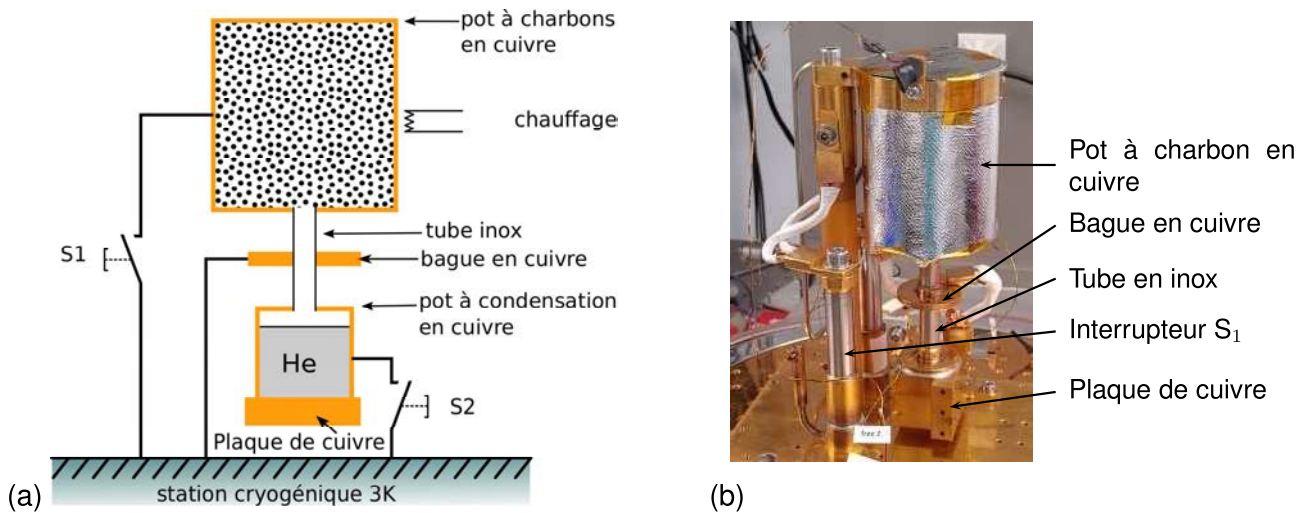 pot à charbons
en cuivre
chauffage
tube inox
bague en cuivre
pot à condensation
en cuivre
S1
He
S2
Plaque de cuivre
station cryogénique 3K
(a)
Pot à charbon en
cuivre
Bague en cuivre
Tube en inox
Interrupteur S₁
Plaque de cuivre
(b)